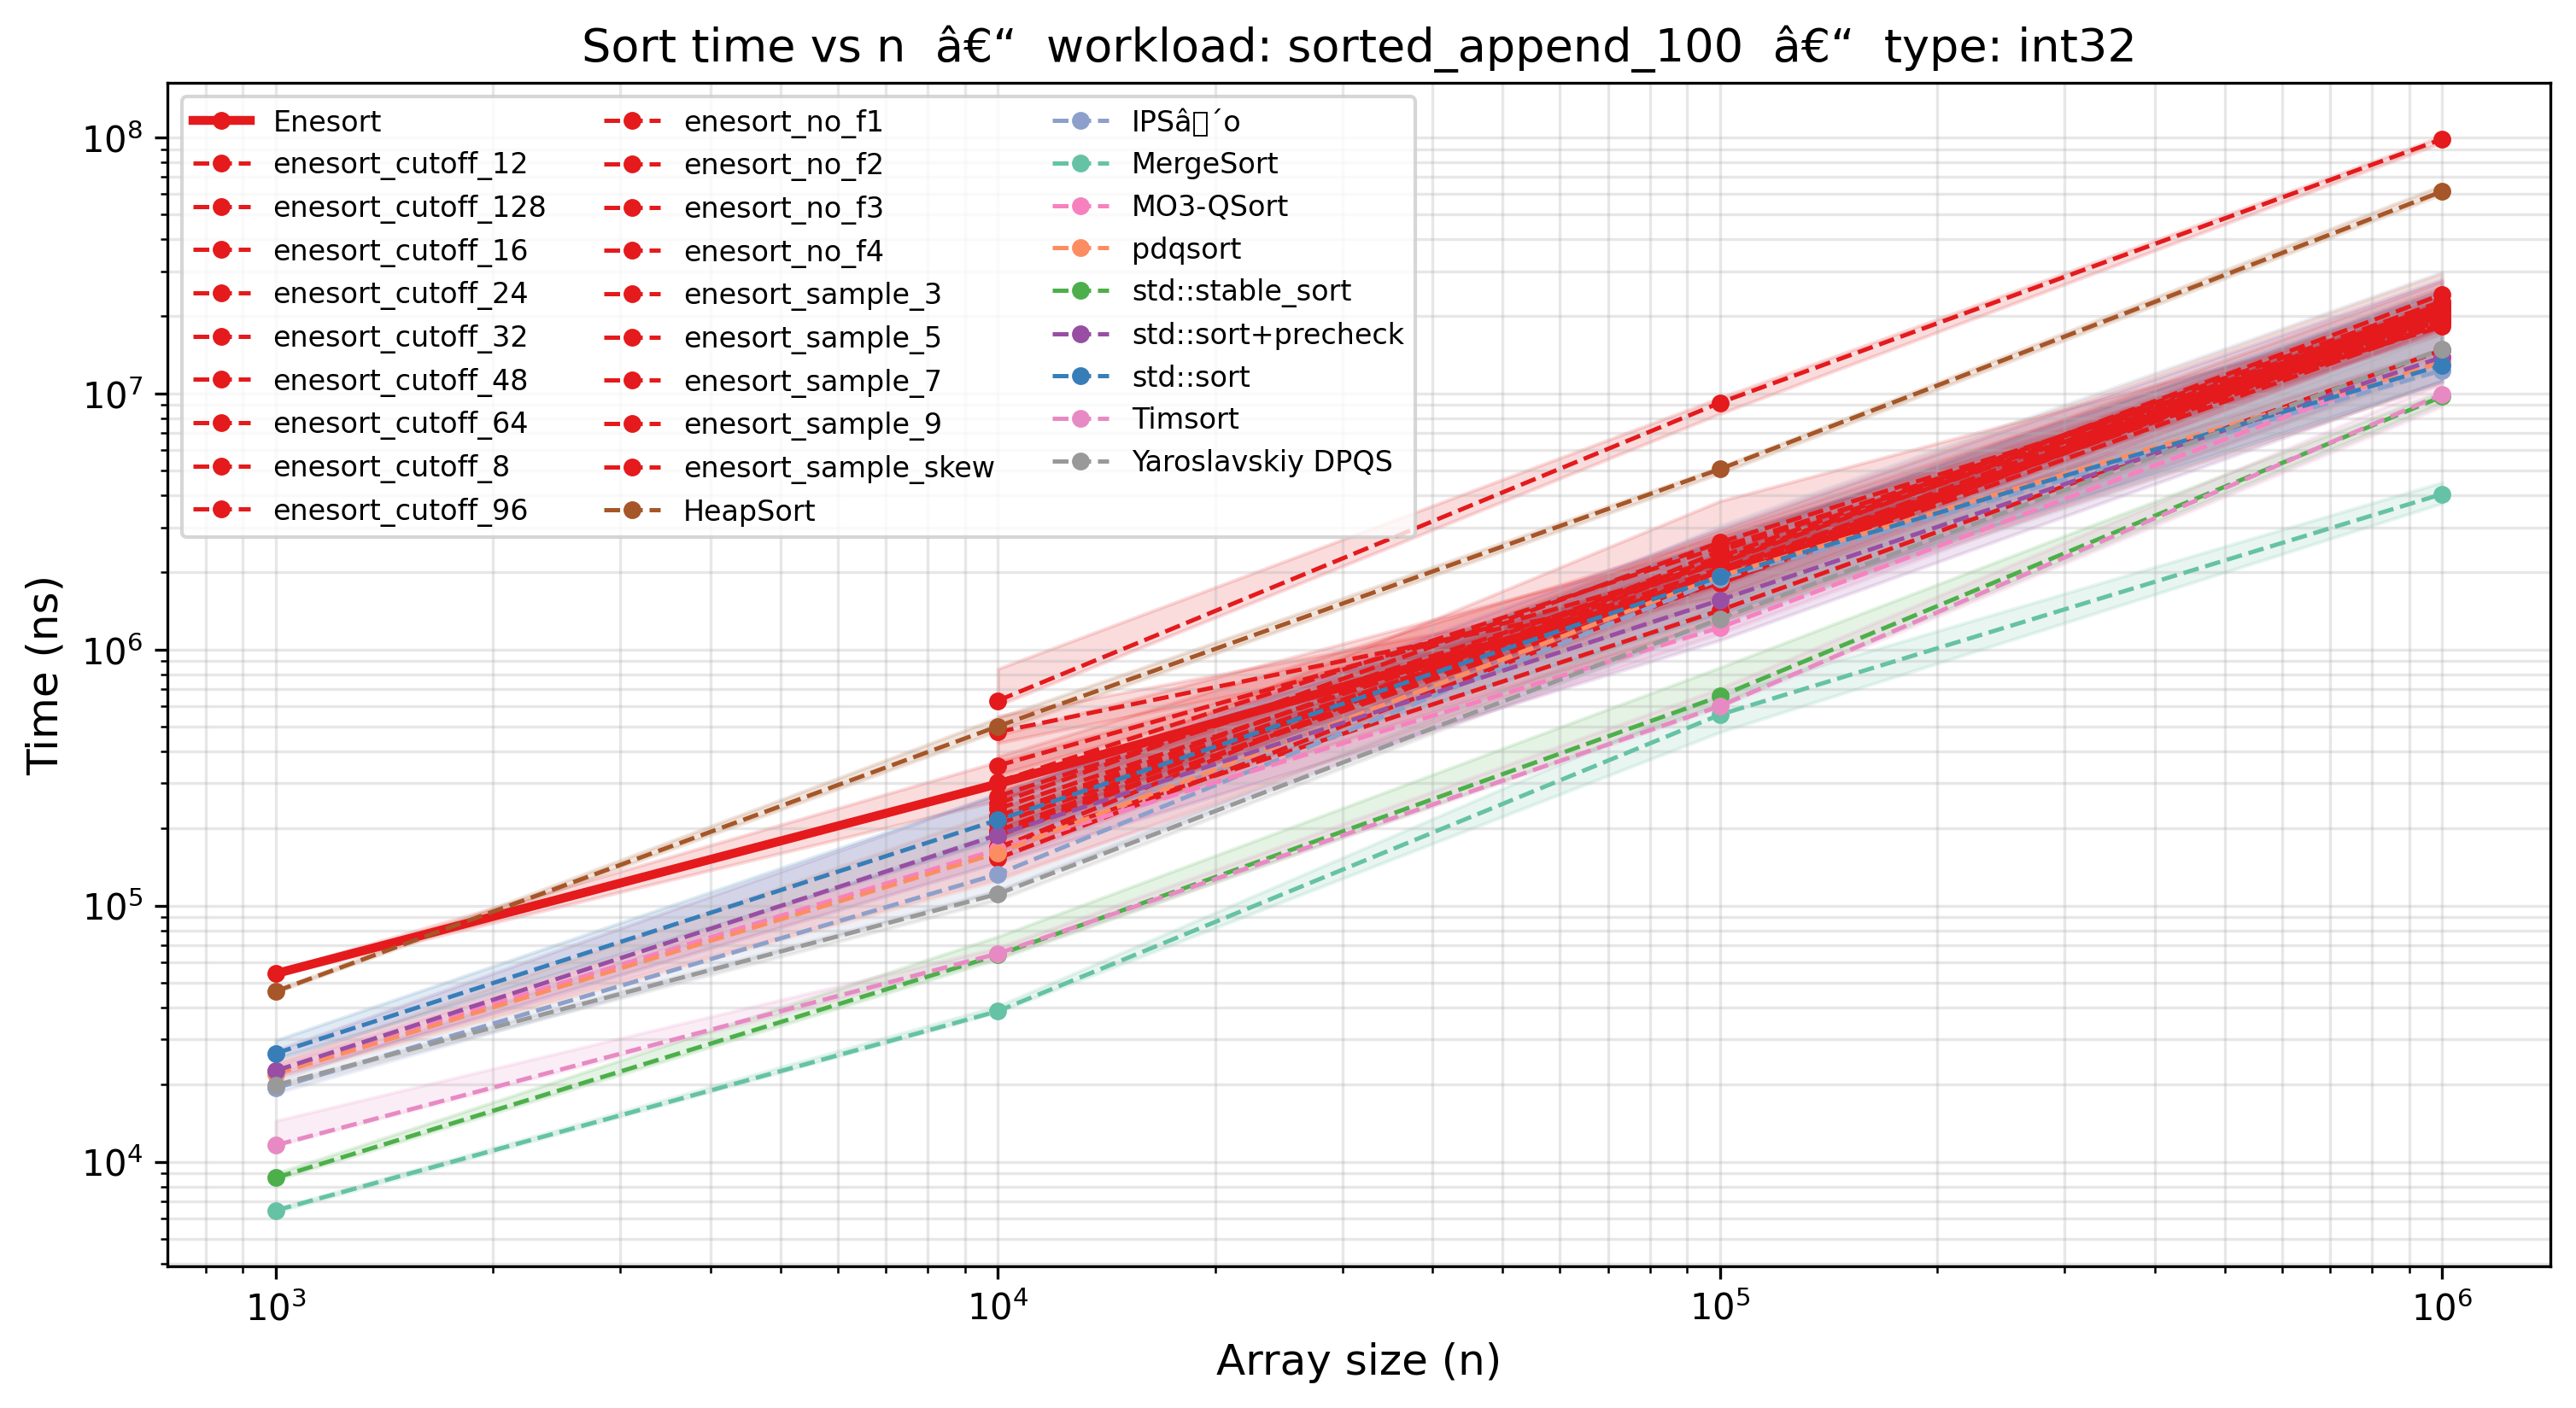 Sort time vs n â€“ workload: sorted_append_100 â€“ type: int32
Enesort
enesort_cutoff_12
enesort_cutoff_128
enesort_cutoff_16
enesort_cutoff_24
enesort_cutoff_32
enesort_cutoff_48
enesort_cutoff_64
enesort_cutoff_8
enesort_cutoff_96
enesort_no_f1
enesort_no_f2
enesort_no_f3
enesort_no_f4
enesort_sample_3
enesort_sample_5
enesort_sample_7
enesort_sample_9
enesort_sample_skew
HeapSort
IPSâ▯´o
MergeSort
MO3-QSort
pdqsort
std::stable_sort
std::sort+precheck
std::sort
Timsort
Yaroslavskiy DPQS
Time (ns)
10⁸
10⁷
10⁶
10⁵
10⁴
10³
10⁴
10⁵
10⁶
Array size (n)